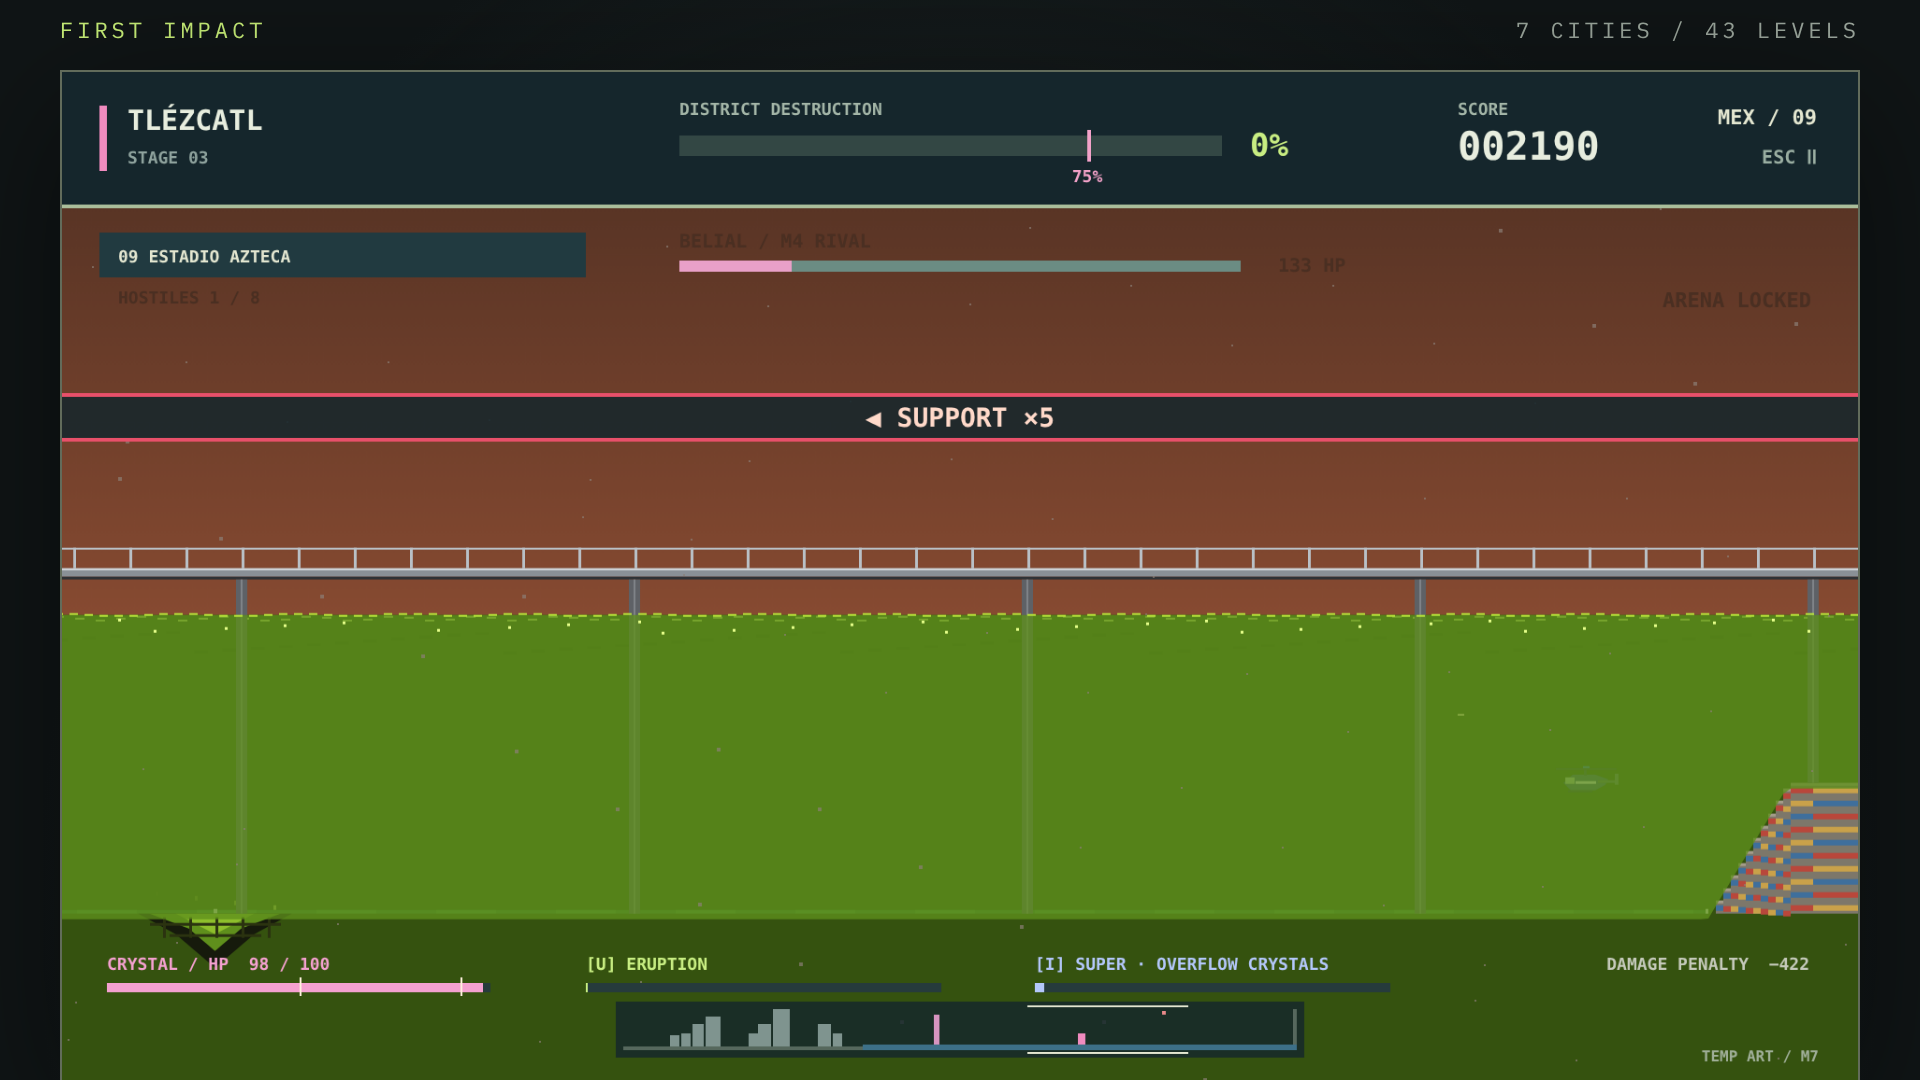 FIRST IMPACT
7 CITIES / 43 LEVELS
TLÉZCATL
STAGE 03
DISTRICT DESTRUCTION
0%
75%
SCORE
002190
MEX / 09
ESC II
09 ESTADIO AZTECA
HOSTILES 1 / 8
BELIAL / M4 RIVAL
133 HP
ARENA LOCKED
◀ SUPPORT ×5
CRYSTAL / HP 98 / 100
[U] ERUPTION
[I] SUPER · OVERFLOW CRYSTALS
DAMAGE PENALTY −422
TEMP ART / M7